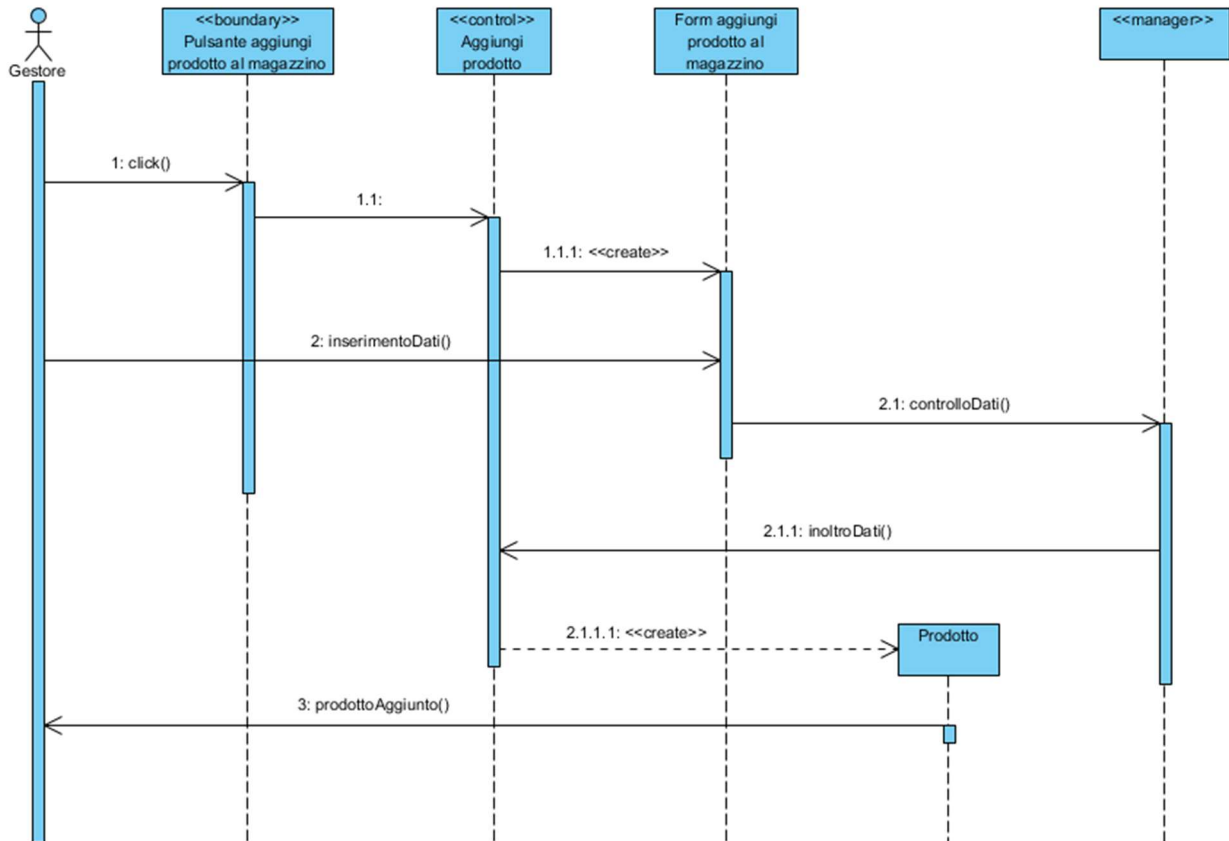 Gestore
<<boundary>>
Pulsante aggiungi
prodotto al magazzino
<<control>>
Aggiungi
prodotto
Form aggiungi
prodotto al
magazzino
<<manager>>
1: click()
1.1:
1.1.1: <<create>>
2: inserimentoDati()
2.1: controlloDati()
2.1.1: inoltroDati()
2.1.1.1: <<create>>
Prodotto
3: prodottoAggiunto()